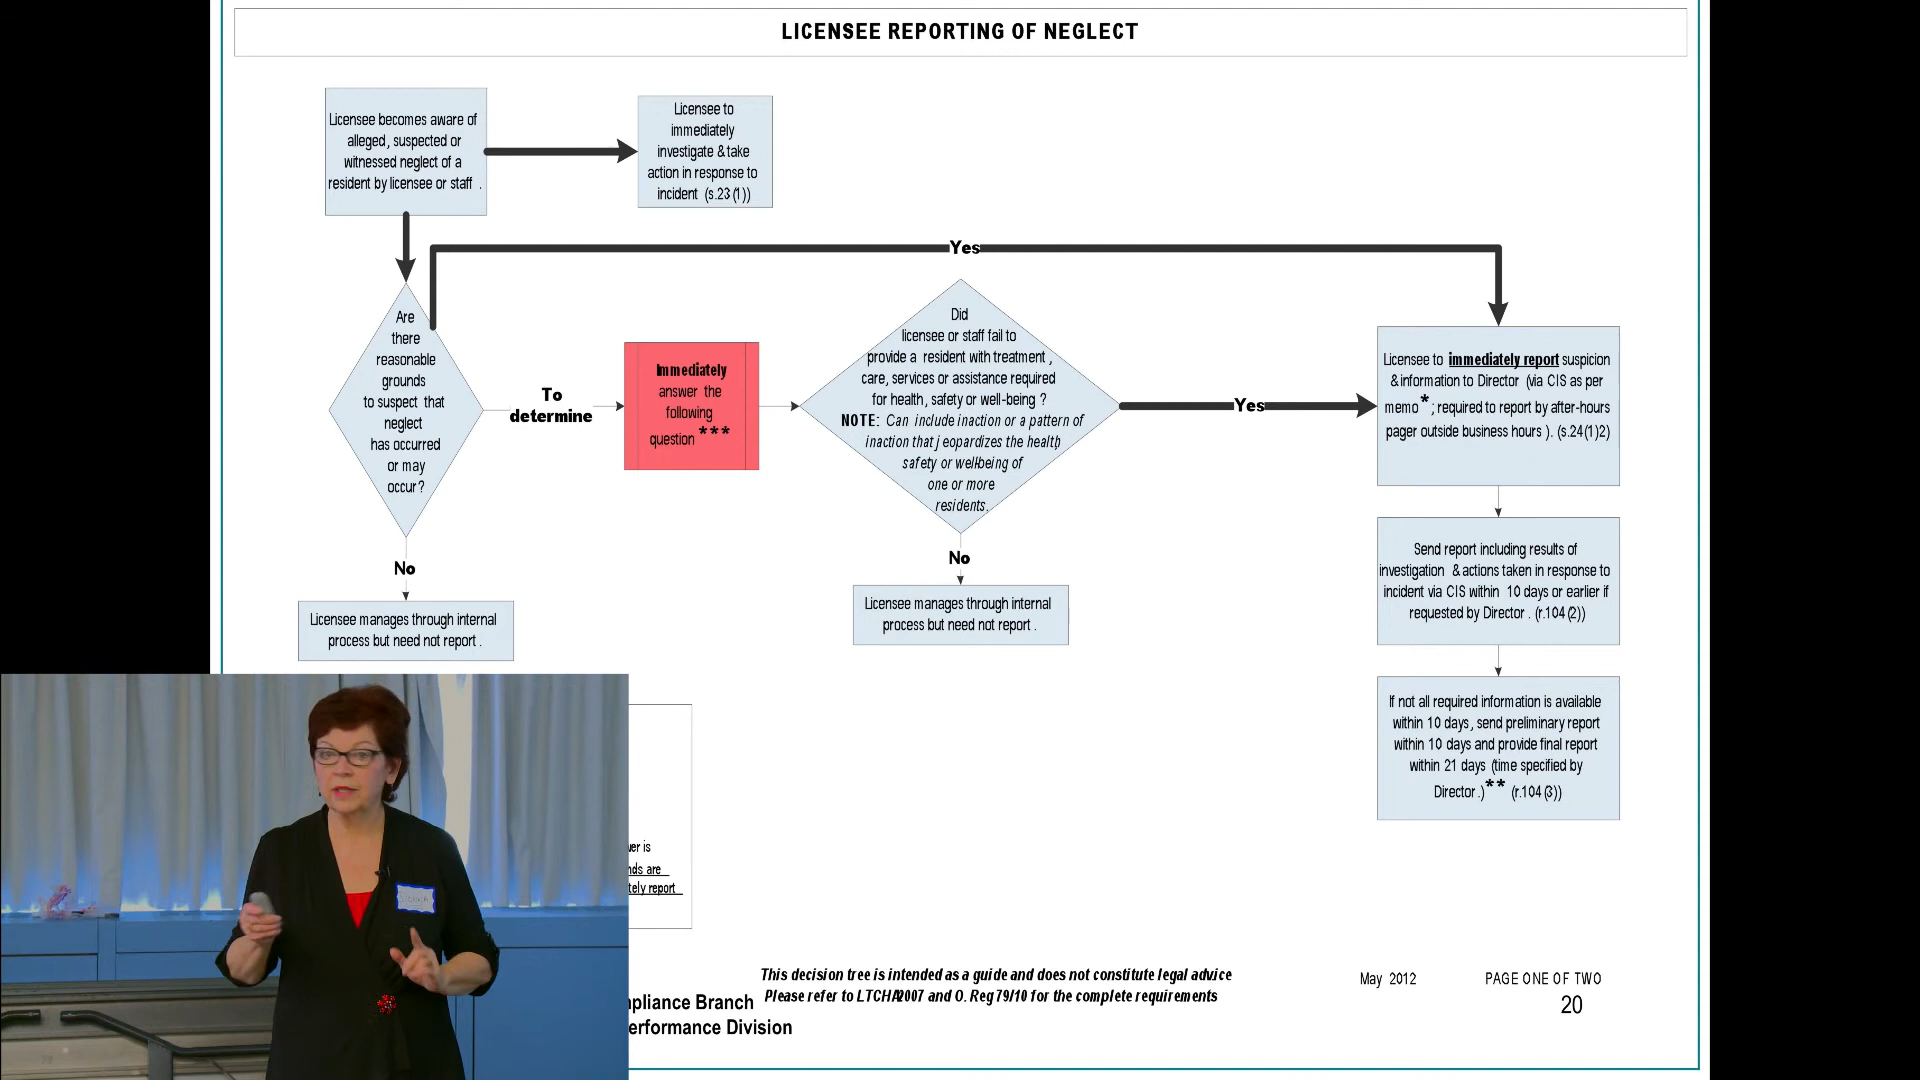 LICENSEE REPORTING OF NEGLECT
Licensee becomes aware of
alleged, suspected or
witnessed neglect of a
resident by licensee or staff .
Licensee to
immediately
investigate & take
action in response to
incident (s.23 (1))
Yes
Are
there
reasonable
grounds
to suspect that
neglect
has occurred
or may
occur?
To
determine
Immediately
answer the
following
question ***
Did
licensee or staff fail to
provide a resident with treatment ,
care, services or assistance required
for health, safety or well-being ?
NOTE: Can include inaction or a pattern of
inaction that jeopardizes the health,
safety or wellbeing of
one or more
residents.
Yes
Licensee to immediately report suspicion
& information to Director (via CIS as per
memo * ; required to report by after-hours
pager outside business hours ). (s.24 (1)2)
No
Licensee manages through internal
process but need not report .
No
Licensee manages through internal
process but need not report .
Send report including results of
investigation & actions taken in response to
incident via CIS within 10 days or earlier if
requested by Director . (r.104 (2))
If not all required information is available
within 10 days, send preliminary report
within 10 days and provide final report
within 21 days (time specified by
Director .) ** (r.104 (3))
wer is
nds are
tely report
This decision tree is intended as a guide and does not constitute legal advice
Please refer to LTCHA 2007 and O. Reg 79/10 for the complete requirements
mpliance Branch
erformance Division
May 2012
PAGE ONE OF TWO
20